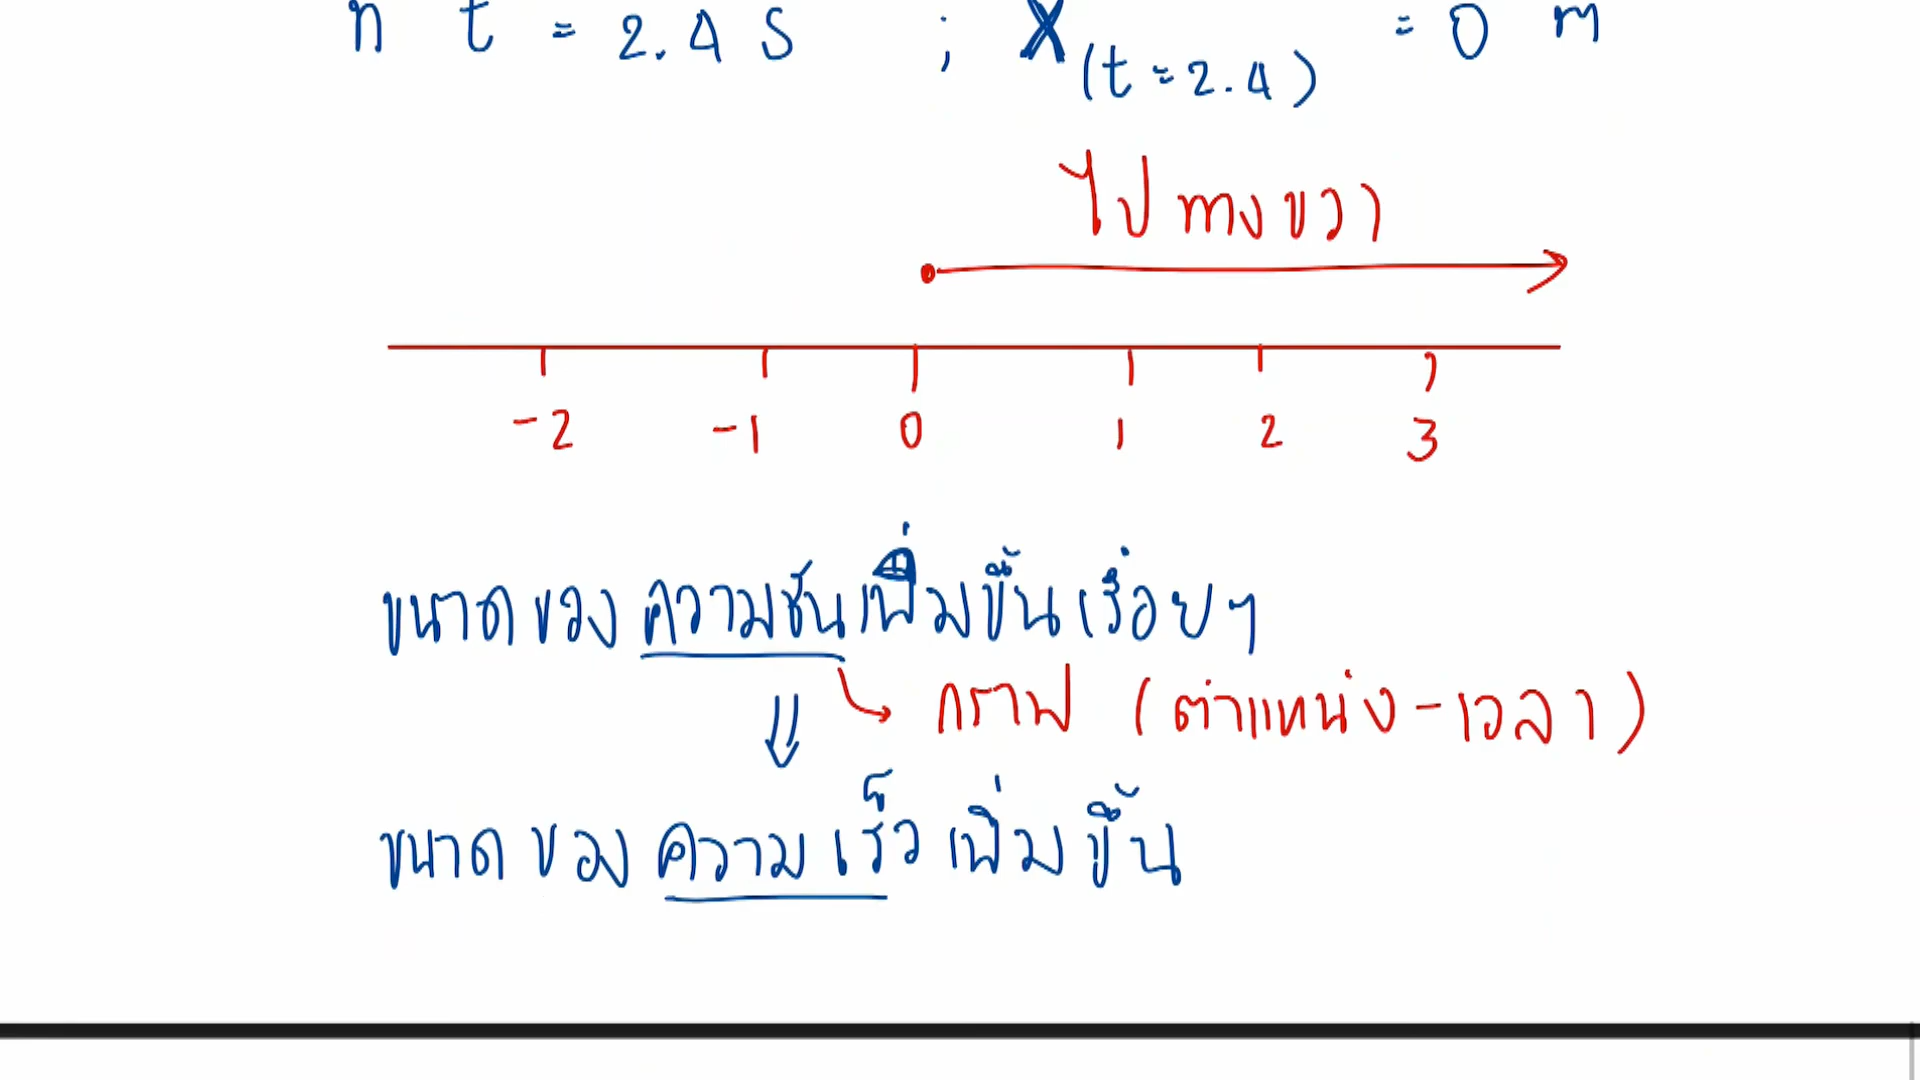 t = 2.4 s ; X(t=2.4) = 0 m
ไปทางขวา
-2 -1 0 1 2 3
ขนาดของความชันเพิ่มขึ้นเรื่อยๆ
กราฟ (ตำแหน่ง-เวลา)
ขนาดของความเร็วเพิ่มขึ้น